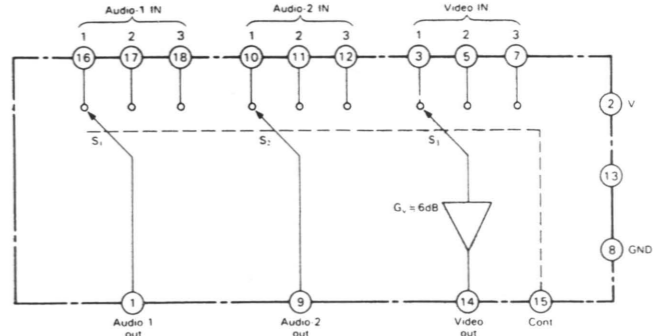 Audio-1 IN Audio-2 IN Video IN
1 2 3 1 2 3 1 2 3
16 17 18 10 11 12 3 5 7
2 V
S₂ S₁
13
Gᵥ = 6dB
8 GND
1 9 14 15
Audio 1 out Audio-2 out Video out Cont